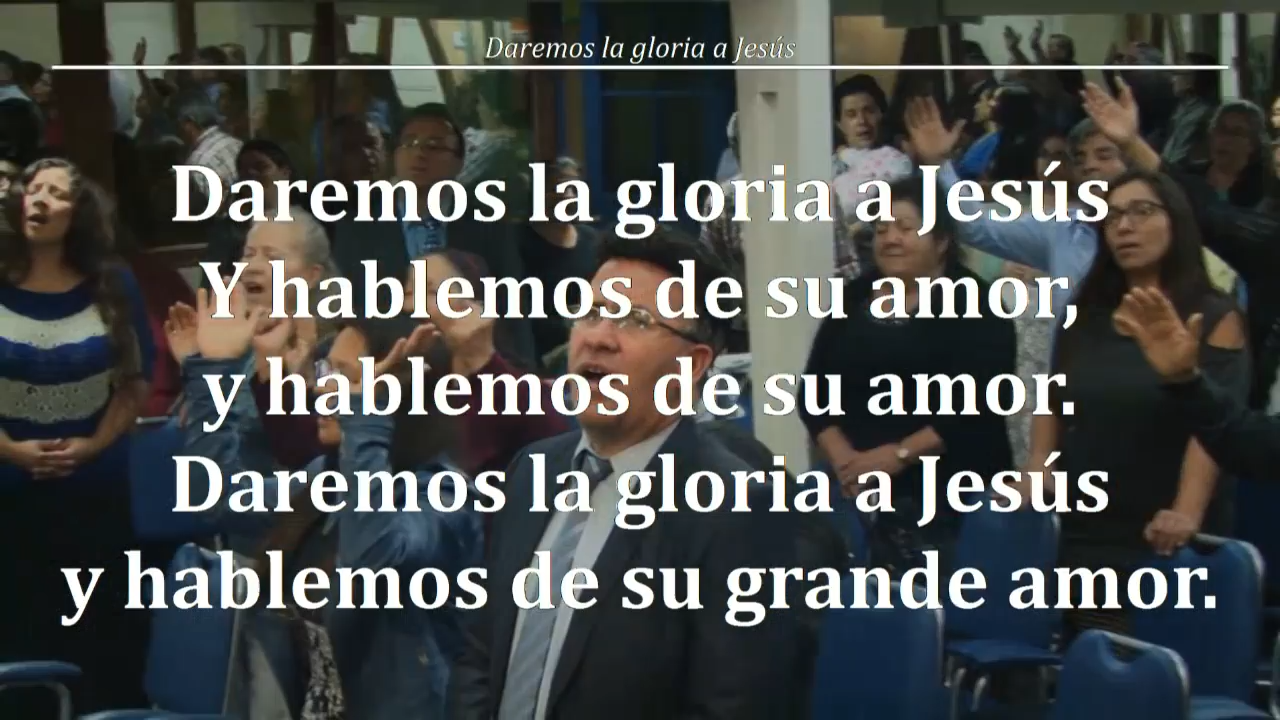 Daremos la gloria a Jesús
Daremos la gloria a Jesús
Y hablemos de su amor,
y hablemos de su amor.
Daremos la gloria a Jesús
y hablemos de su grande amor.